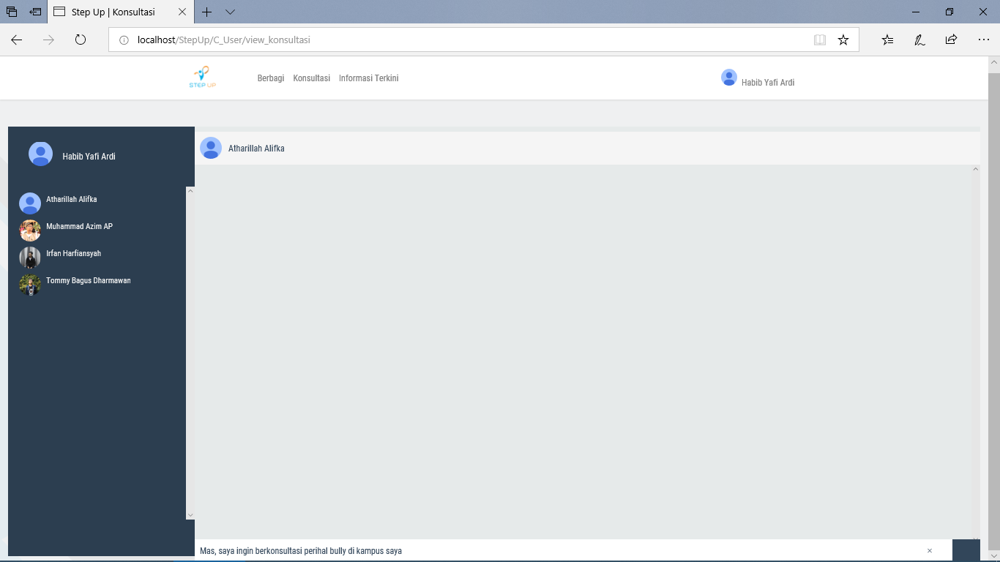 Step Up | Konsultasi
localhost/StepUp/C_User/view_konsultasi
STEP UP
Berbagi Konsultasi Informasi Terkini
Habib Yafi Ardi
Habib Yafi Ardi
Atharillah Alifka
Muhammad Azim AP
Irfan Harfiansyah
Tommy Bagus Dharmawan
Atharillah Alifka
Mas, saya ingin berkonsultasi perihal bully di kampus saya